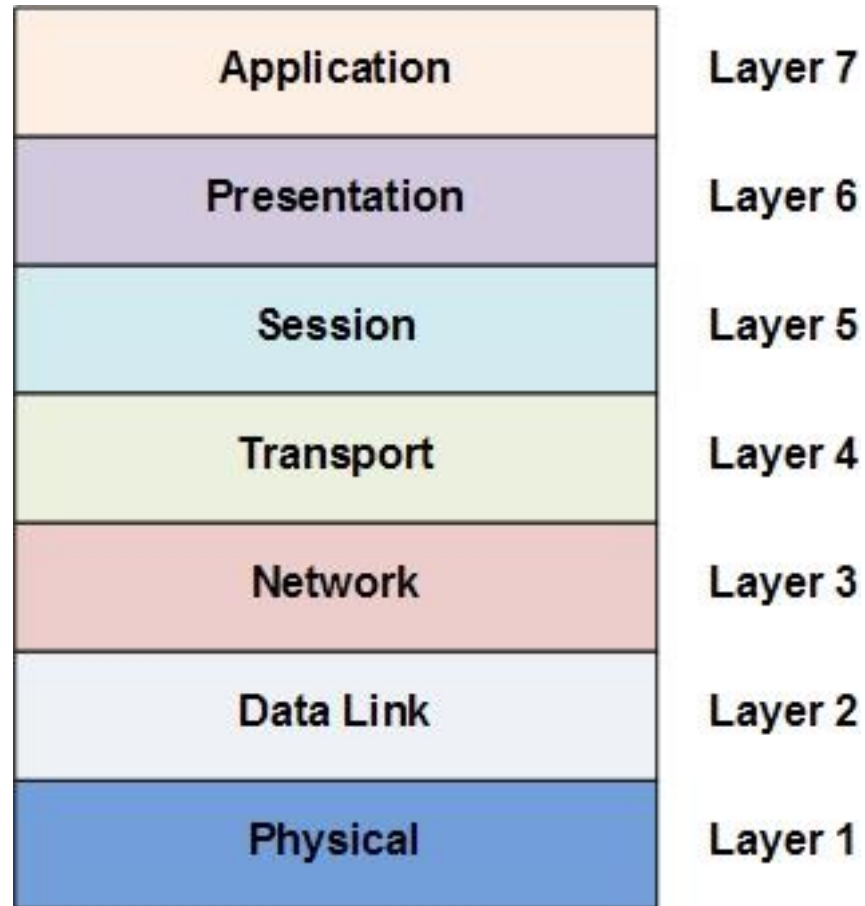 Application Layer 7
Presentation Layer 6
Session Layer 5
Transport Layer 4
Network Layer 3
Data Link Layer 2
Physical Layer 1